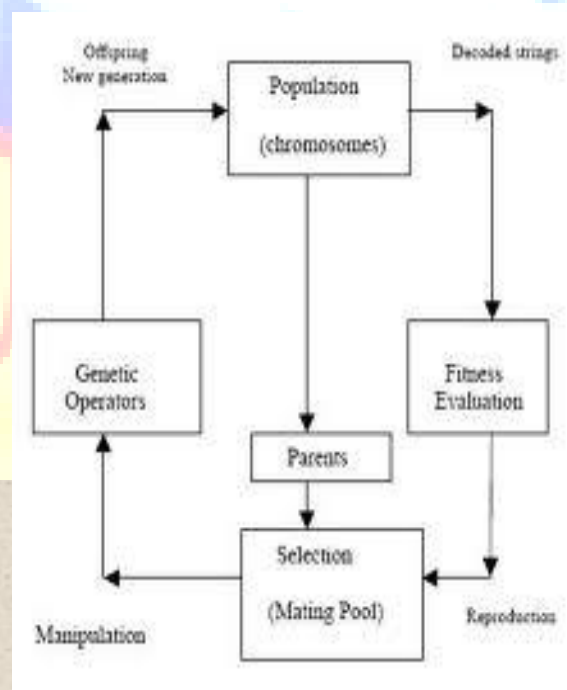 Offspring
New generation
Decoded strings
Population
(chromosomes)
Genetic
Operators
Fitness
Evaluation
Parents
Selection
(Mating Pool)
Manipulation
Reproduction